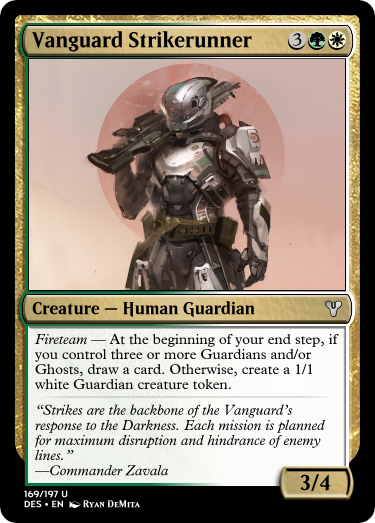 Vanguard Strikerunner 3
Creature — Human Guardian
Fireteam — At the beginning of your end step, if
you control three or more Guardians and/or
Ghosts, draw a card. Otherwise, create a 1/1
white Guardian creature token.
“Strikes are the backbone of the Vanguard’s
response to the Darkness. Each mission is planned
for maximum disruption and hindrance of enemy
lines.”
—Commander Zavala
3/4
169/197 U
DES • EN Ryan DeMita